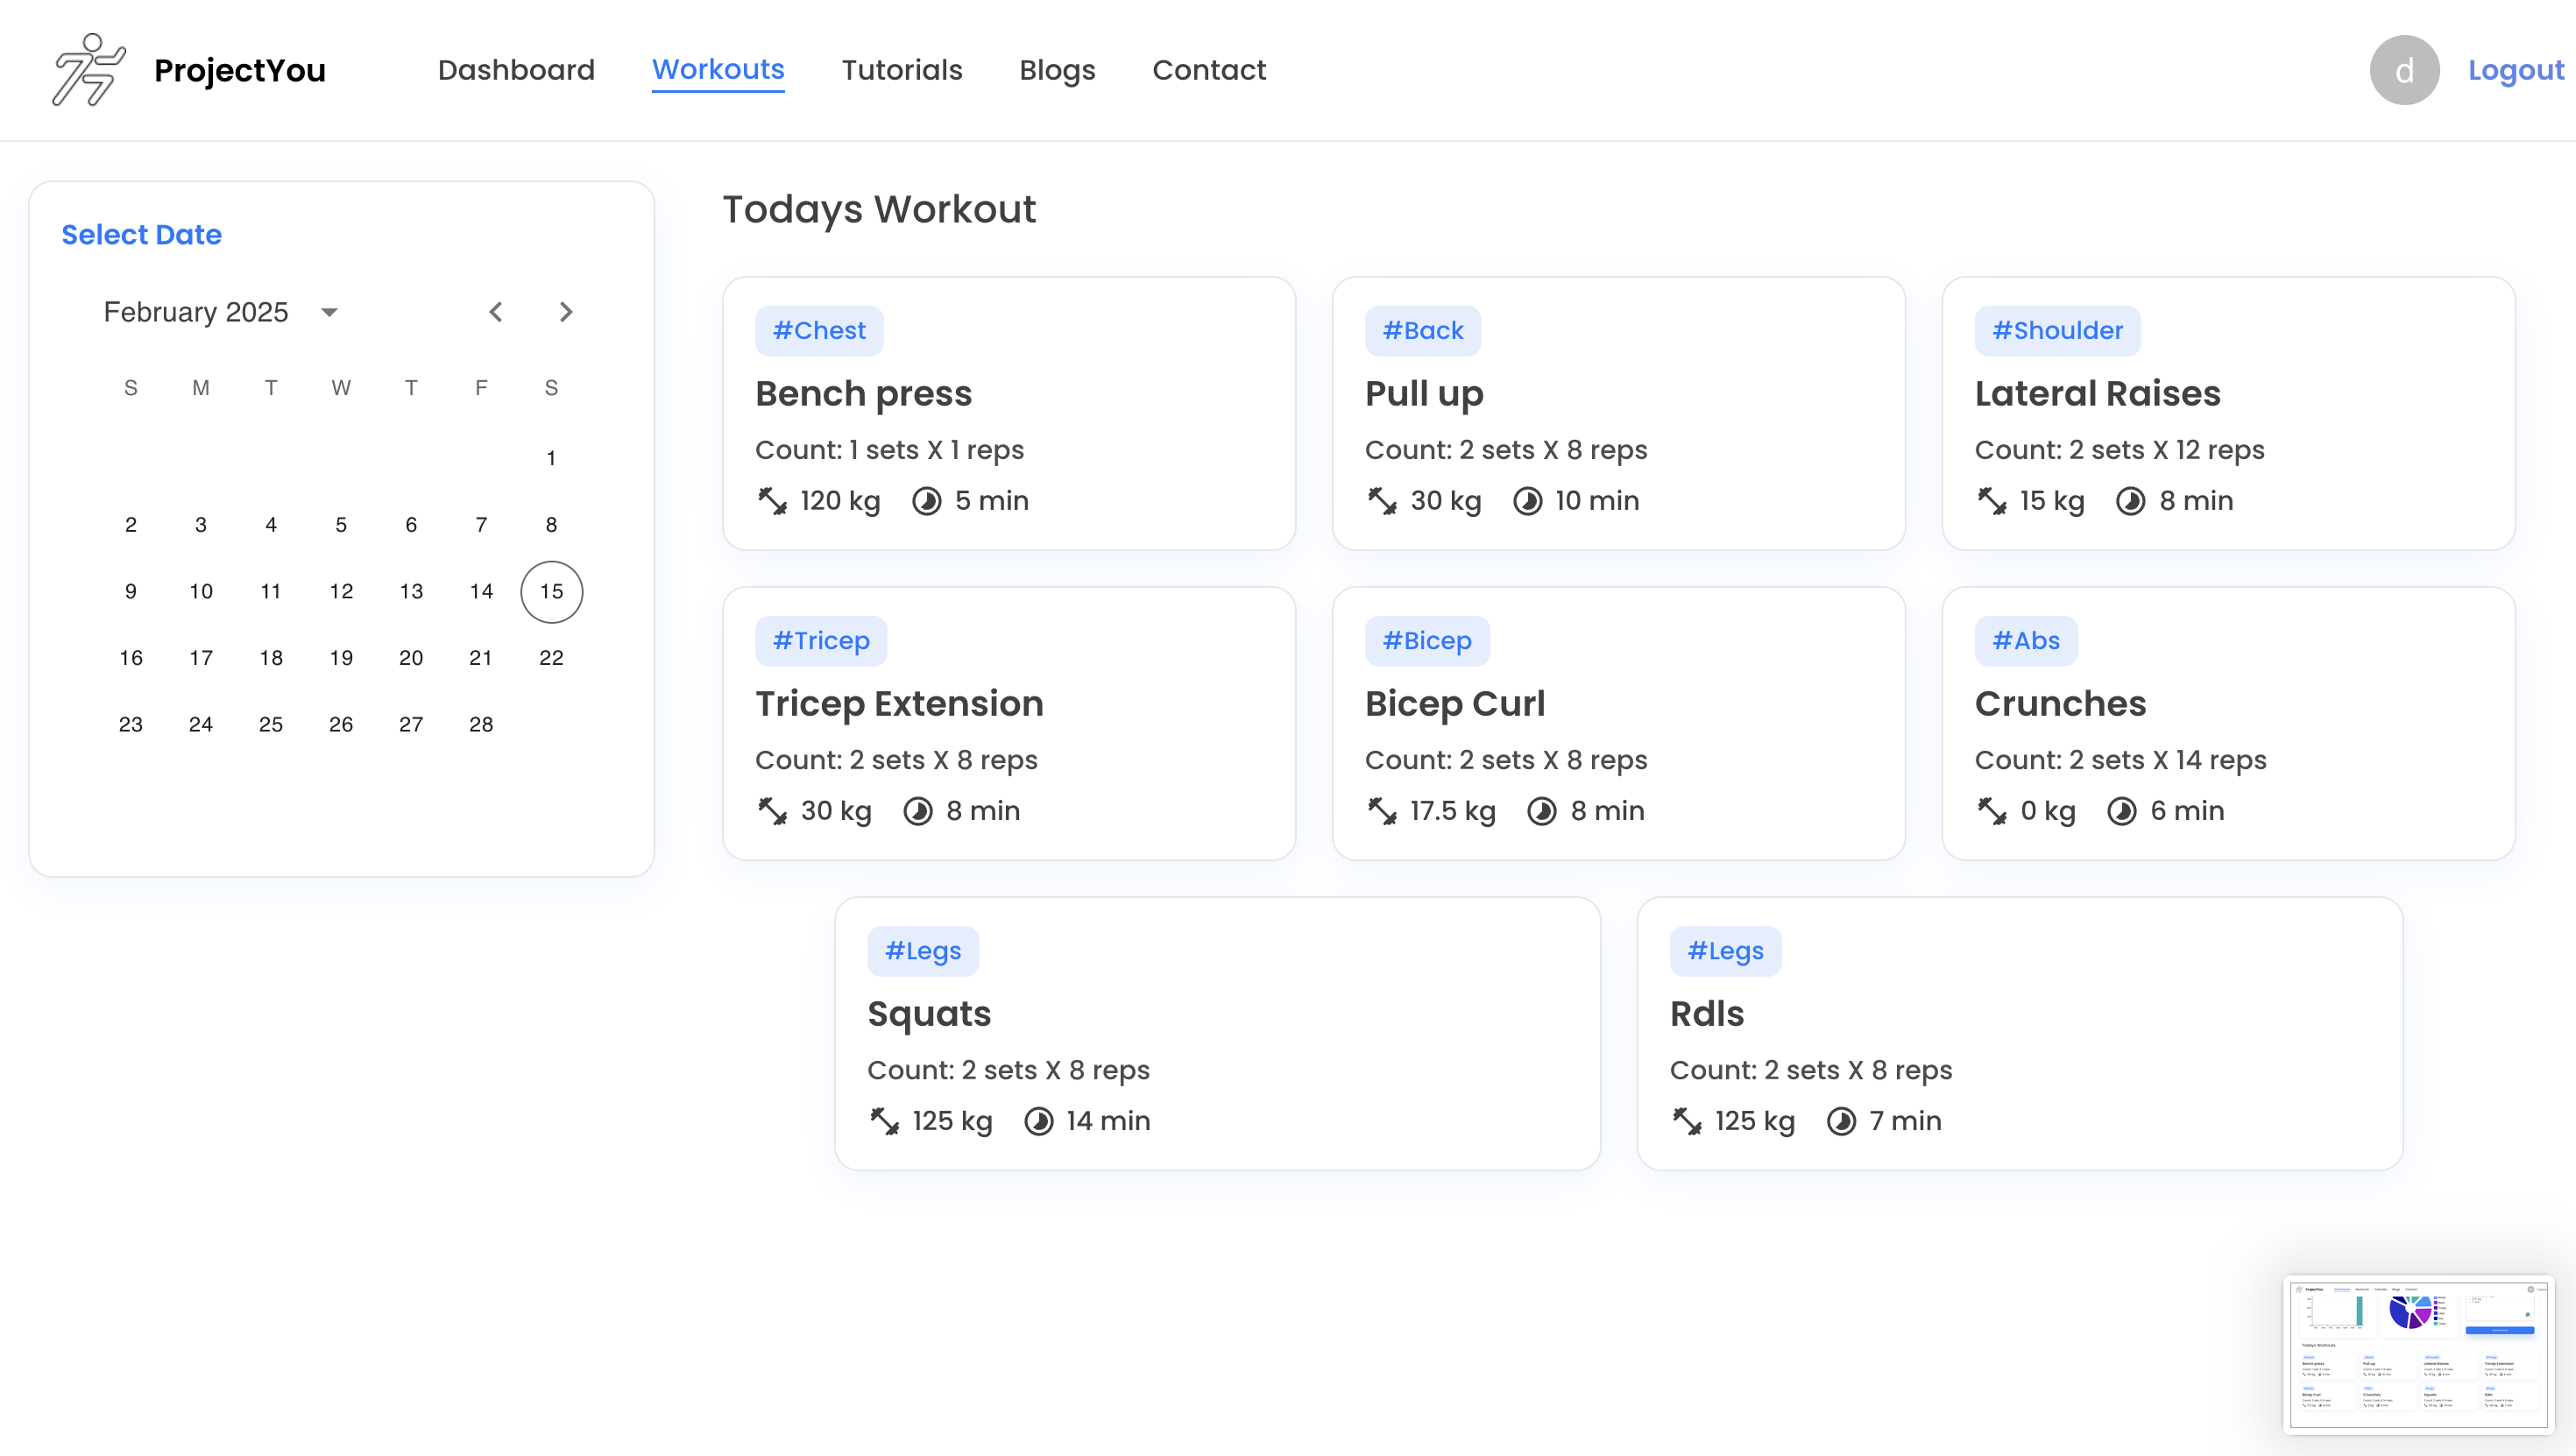 ProjectYou
Dashboard
Workouts
Tutorials
Blogs
Contact
d
Logout
Select Date
February 2025
S M T W T F S
1
2 3 4 5 6 7 8
9 10 11 12 13 14 15
16 17 18 19 20 21 22
23 24 25 26 27 28
Todays Workout
#Chest
Bench press
Count: 1 sets X 1 reps
120 kg 5 min
#Back
Pull up
Count: 2 sets X 8 reps
30 kg 10 min
#Shoulder
Lateral Raises
Count: 2 sets X 12 reps
15 kg 8 min
#Tricep
Tricep Extension
Count: 2 sets X 8 reps
30 kg 8 min
#Bicep
Bicep Curl
Count: 2 sets X 8 reps
17.5 kg 8 min
#Abs
Crunches
Count: 2 sets X 14 reps
0 kg 6 min
#Legs
Squats
Count: 2 sets X 8 reps
125 kg 14 min
#Legs
Rdls
Count: 2 sets X 8 reps
125 kg 7 min